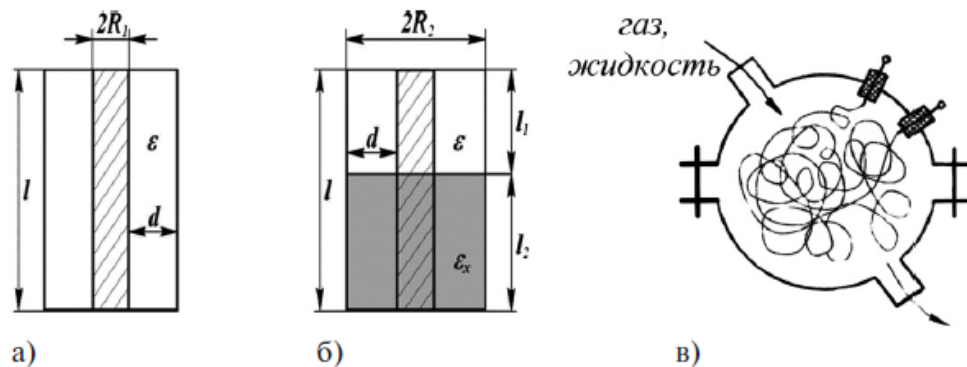 2R₁
l
ε
d
а)
2R₂
l
d
ε
l₁
l₂
εₓ
б)
газ,
жидкость
в)